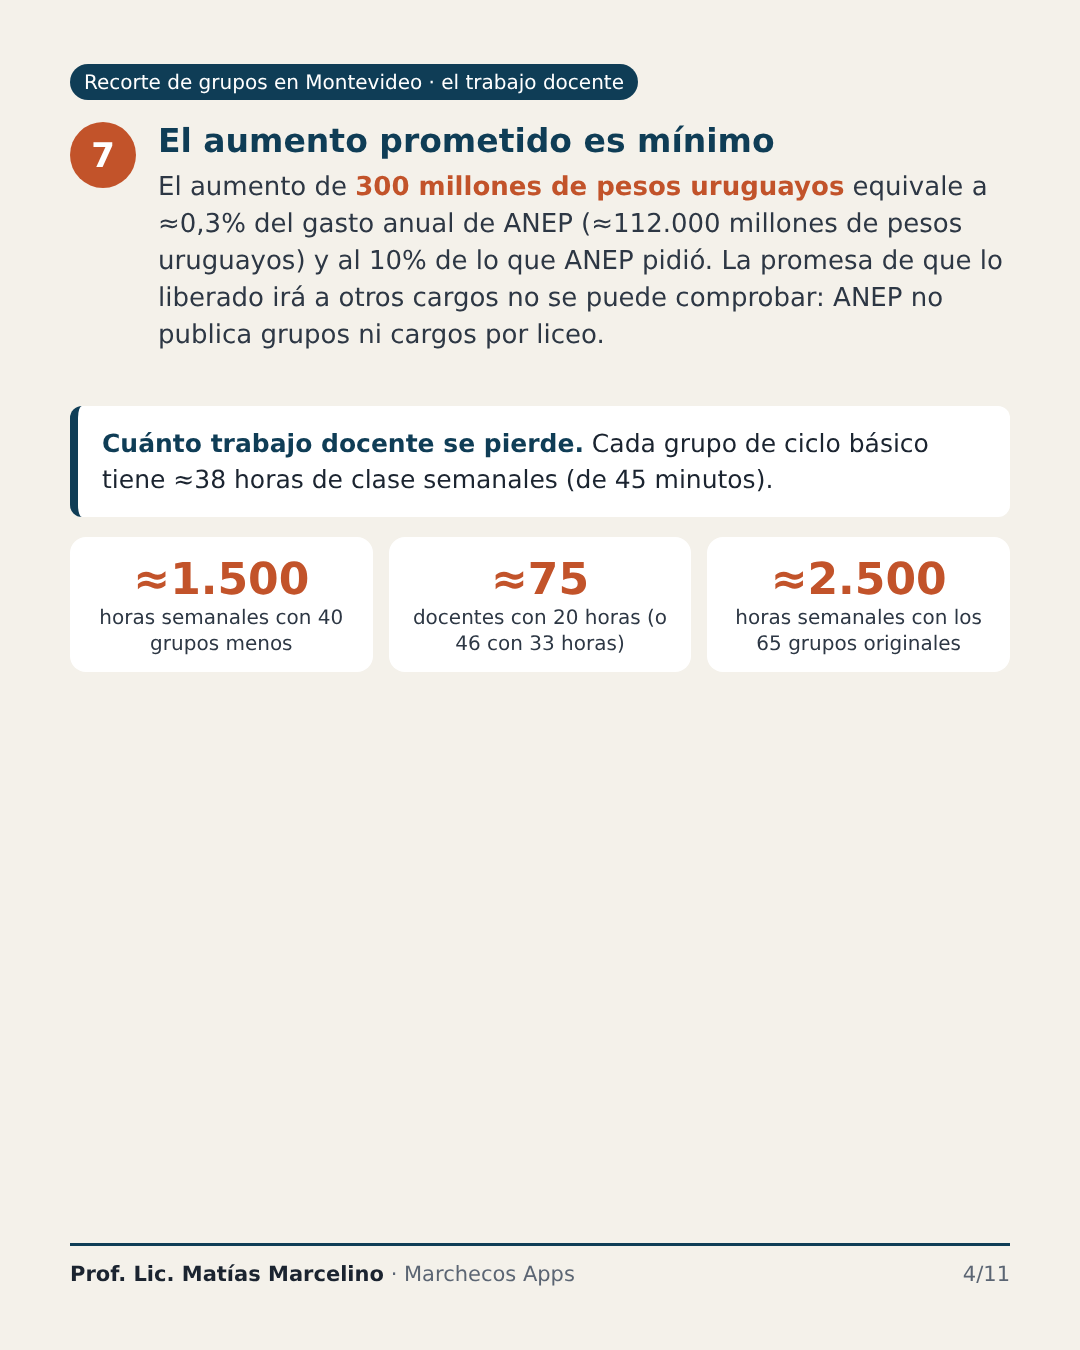 Recorte de grupos en Montevideo · el trabajo docente
7
El aumento prometido es mínimo
El aumento de 300 millones de pesos uruguayos equivale a
≈0,3% del gasto anual de ANEP (≈112.000 millones de pesos
uruguayos) y al 10% de lo que ANEP pidió. La promesa de que lo
liberado irá a otros cargos no se puede comprobar: ANEP no
publica grupos ni cargos por liceo.
Cuánto trabajo docente se pierde. Cada grupo de ciclo básico
tiene ≈38 horas de clase semanales (de 45 minutos).
≈1.500
horas semanales con 40
grupos menos
≈75
docentes con 20 horas (o
46 con 33 horas)
≈2.500
horas semanales con los
65 grupos originales
Prof. Lic. Matías Marcelino · Marchecos Apps
4/11